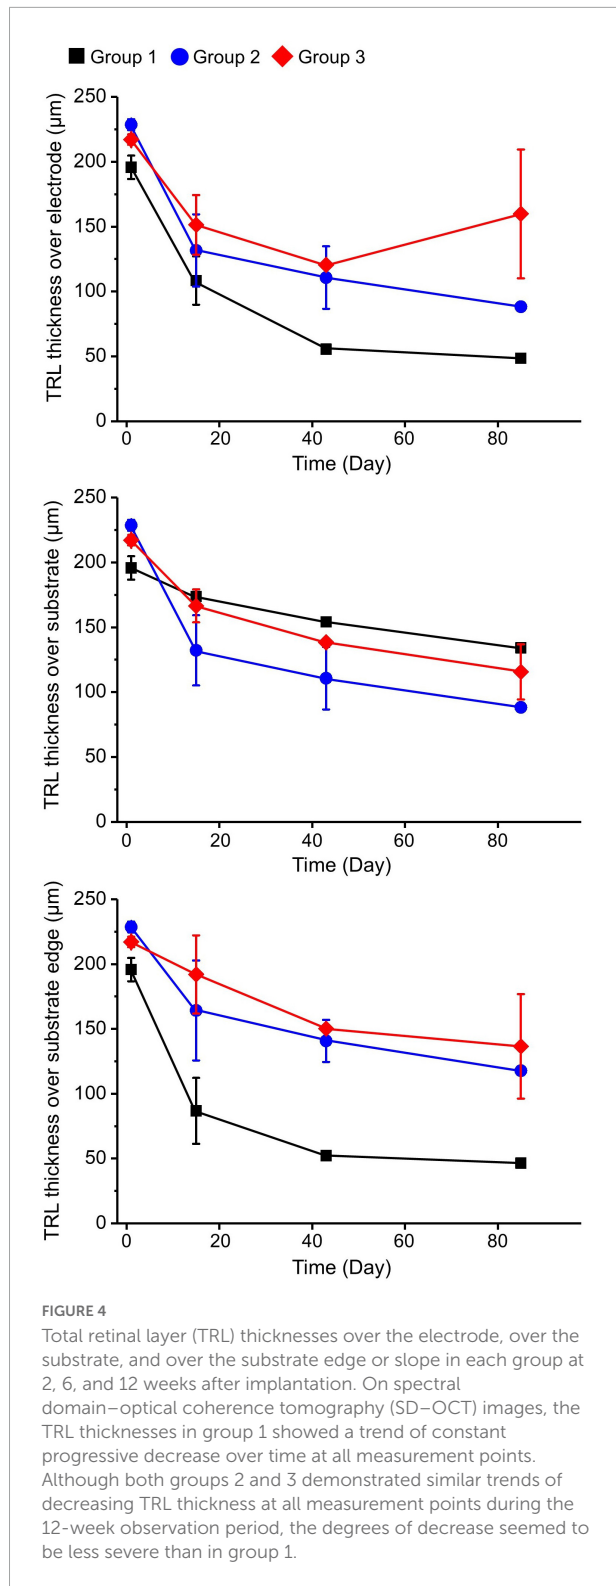 Group 1 Group 2 Group 3
TRL thickness over electrode (µm)
250
200
150
100
50
0
0 20 40 60 80
Time (Day)
TRL thickness over substrate (µm)
250
200
150
100
50
0
0 20 40 60 80
Time (Day)
TRL thickness over substrate edge (µm)
250
200
150
100
50
0
0 20 40 60 80
Time (Day)
FIGURE 4
Total retinal layer (TRL) thicknesses over the electrode, over the
substrate, and over the substrate edge or slope in each group at
2, 6, and 12 weeks after implantation. On spectral
domain–optical coherence tomography (SD–OCT) images, the
TRL thicknesses in group 1 showed a trend of constant
progressive decrease over time at all measurement points.
Although both groups 2 and 3 demonstrated similar trends of
decreasing TRL thickness at all measurement points during the
12-week observation period, the degrees of decrease seemed to
be less severe than in group 1.